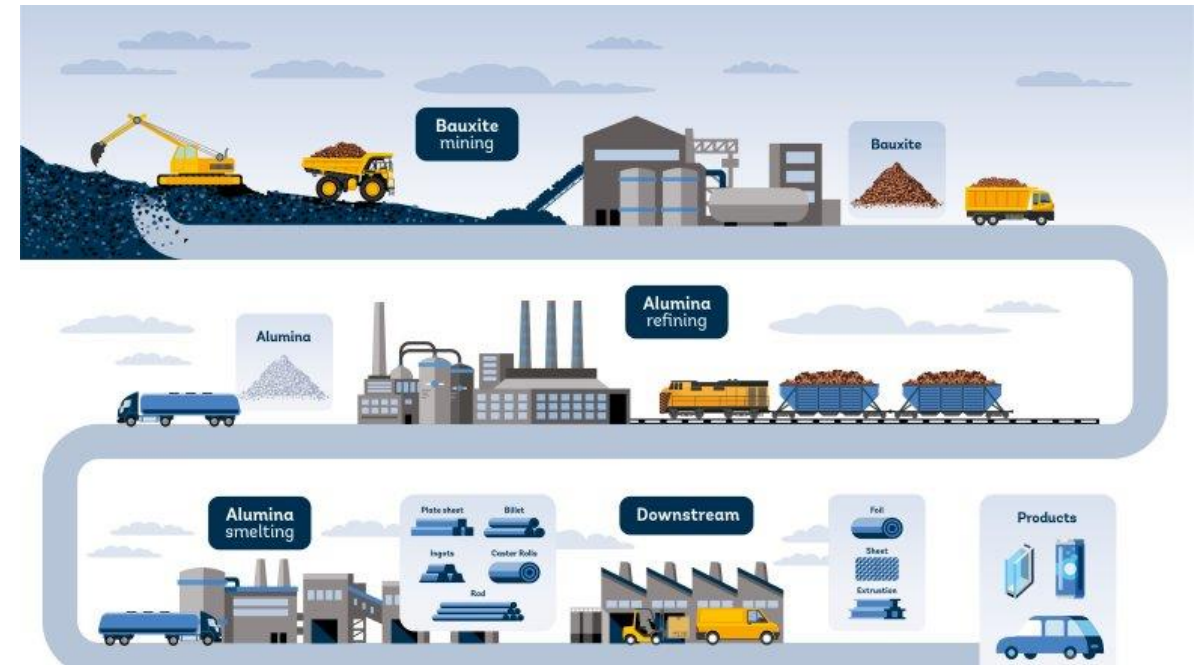 Bauxite
mining
Bauxite
Alumina
refining
Alumina
Alumina
smelting
Plate sheet
Billet
Ingots
Caster Rolls
Rod
Downstream
Foil
Sheet
Extrustion
Products